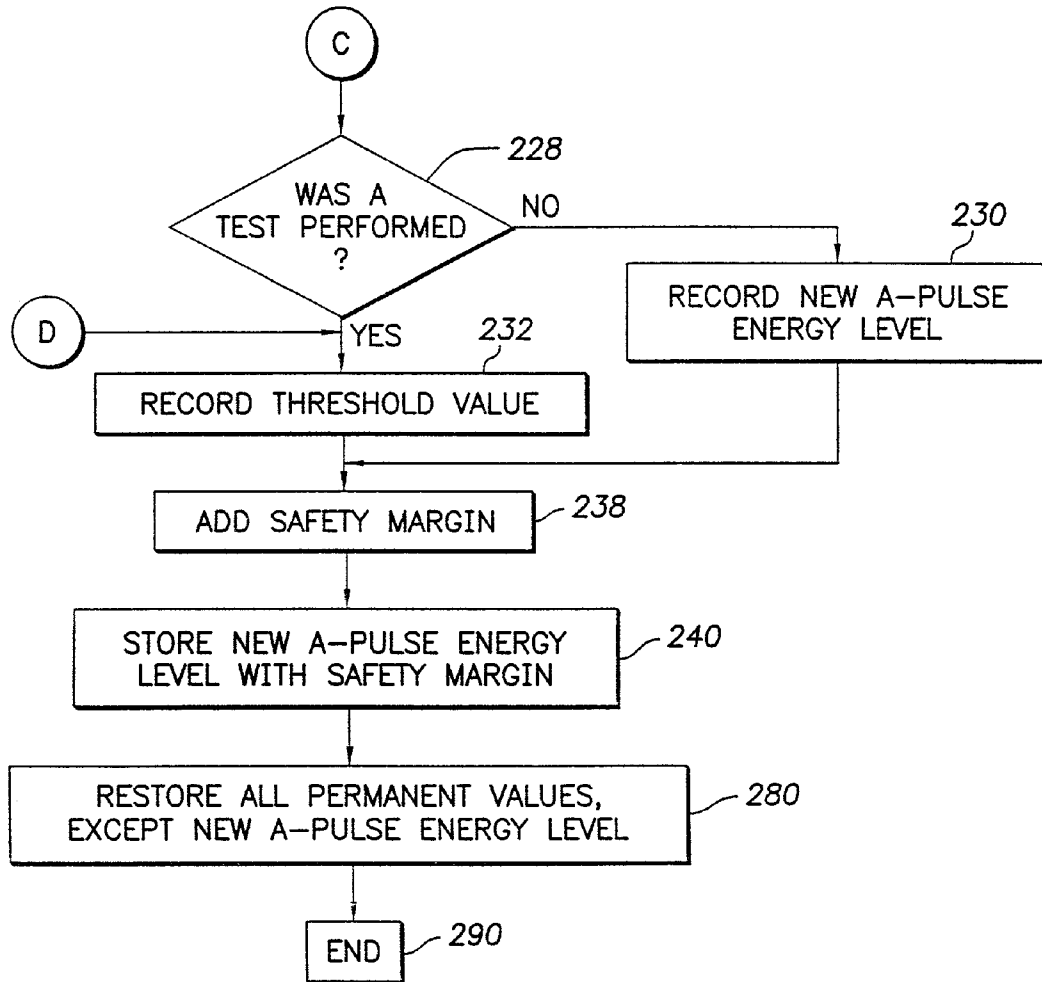 C
228
WAS A
TEST PERFORMED
?
NO
230
RECORD NEW A-PULSE
ENERGY LEVEL
D
YES
232
RECORD THRESHOLD VALUE
ADD SAFETY MARGIN
238
STORE NEW A-PULSE ENERGY
LEVEL WITH SAFETY MARGIN
240
RESTORE ALL PERMANENT VALUES,
EXCEPT NEW A-PULSE ENERGY LEVEL
280
END
290